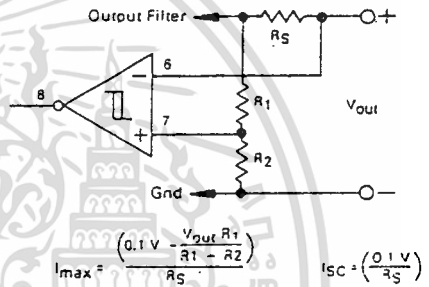 Output Filter
RS
+
6
−
8
R1
Vout
7
+
R2
Gnd
−
Imax = (0.1 V - Vout R1 / R1 - R2) / RS
ISC = (0.1 V / RS)